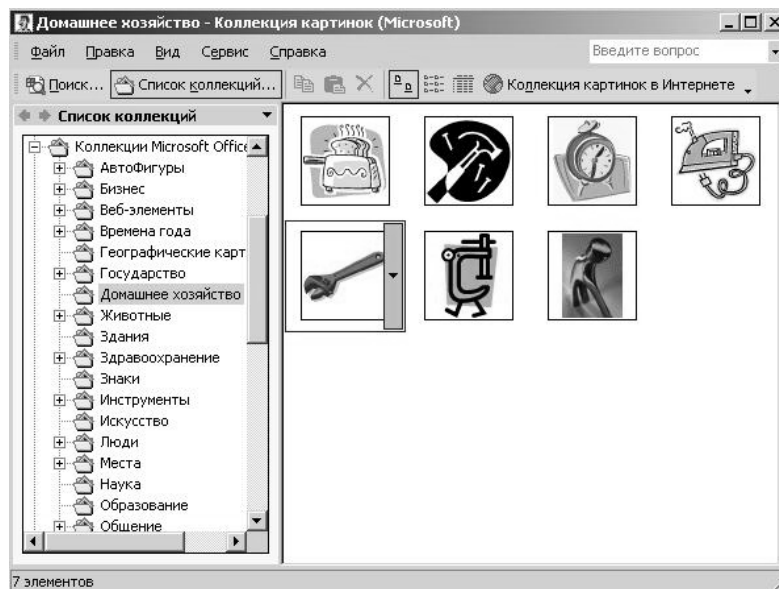 Домашнее хозяйство - Коллекция картинок (Microsoft)
Файл Правка Вид Сервис Справка Введите вопрос
Поиск... Список коллекций... Коллекция картинок в Интернете
Список коллекций
Коллекции Microsoft Office
АвтоФигуры
Бизнес
Веб-элементы
Времена года
Географические карт
Государство
Домашнее хозяйство
Животные
Здания
Здравоохранение
Знаки
Инструменты
Искусство
Люди
Места
Наука
Образование
Общение
7 элементов